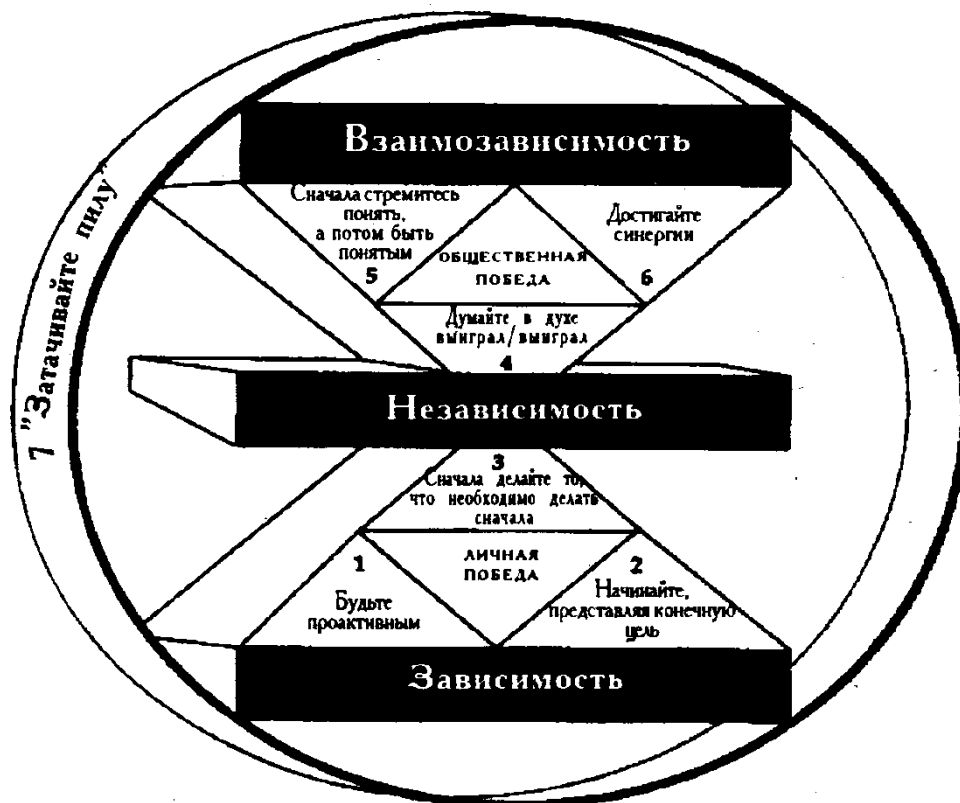 Взаимозависимость
Сначала стремитесь
понять,
а потом быть
понятым
5
ОБЩЕСТВЕННАЯ
ПОБЕДА
Достигайте
синергии
6
Думайте в духе
выиграл/выиграл
4
7 "Затачивайте пилу"
Независимость
3
Сначала делайте то,
что необходимо делать
сначала
1
Будьте
проактивным
ЛИЧНАЯ
ПОБЕДА
2
Начинайте,
представляя конечную
цель
Зависимость